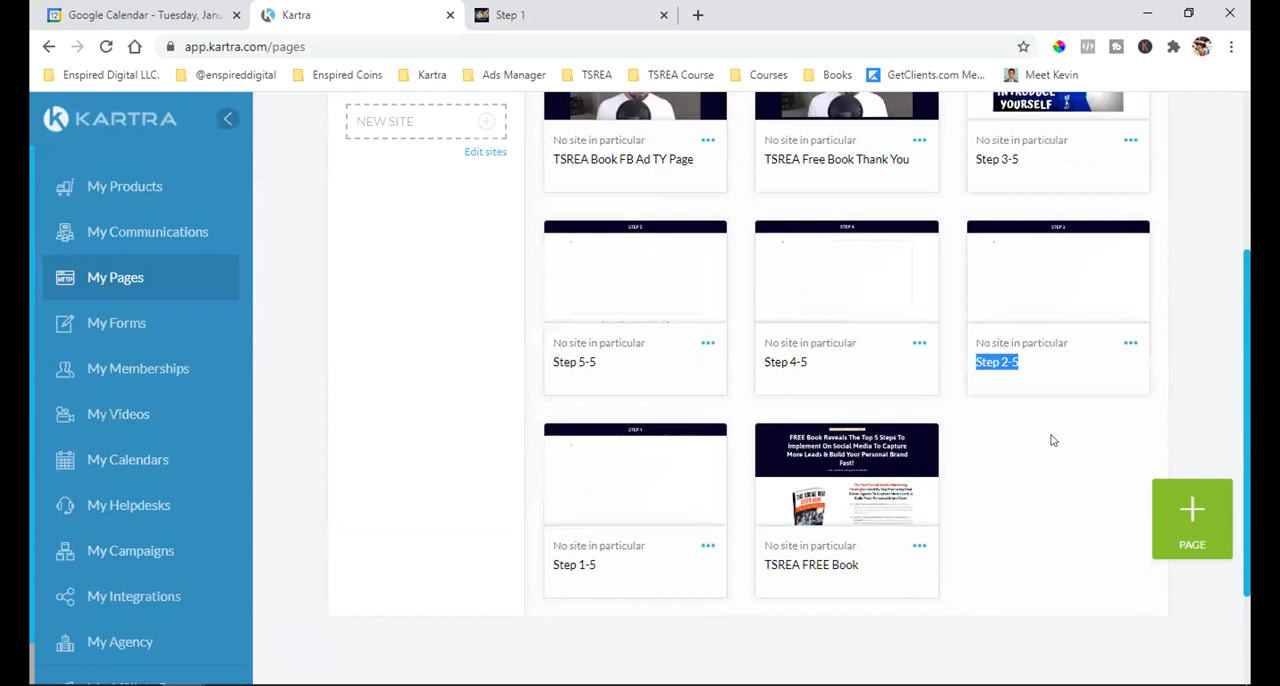 Google Calendar - Tuesday, Janu
Kartra
Step 1
app.kartra.com/pages
Enspired Digital LLC.
@enspireddigital
Enspired Coins
Kartra
Ads Manager
TSREA
TSREA Course
Courses
Books
GetClients.com Me...
Meet Kevin
KARTRA
My Products
My Communications
My Pages
My Forms
My Memberships
My Videos
My Calendars
My Helpdesks
My Campaigns
My Integrations
My Agency
NEW SITE
Edit sites
No site in particular
TSREA Book FB Ad TY Page
No site in particular
TSREA Free Book Thank You
INTRODUCE
YOURSELF
No site in particular
Step 3-5
STEP 5
No site in particular
Step 5-5
STEP 4
No site in particular
Step 4-5
No site in particular
Step 2-5
STEP 1
No site in particular
Step 1-5
FREE Book Reveals The Top 5 Steps To
Implement On Social Media To Capture
More Leads & Build Your Personal Brand
Fast!
No site in particular
TSREA FREE Book
PAGE